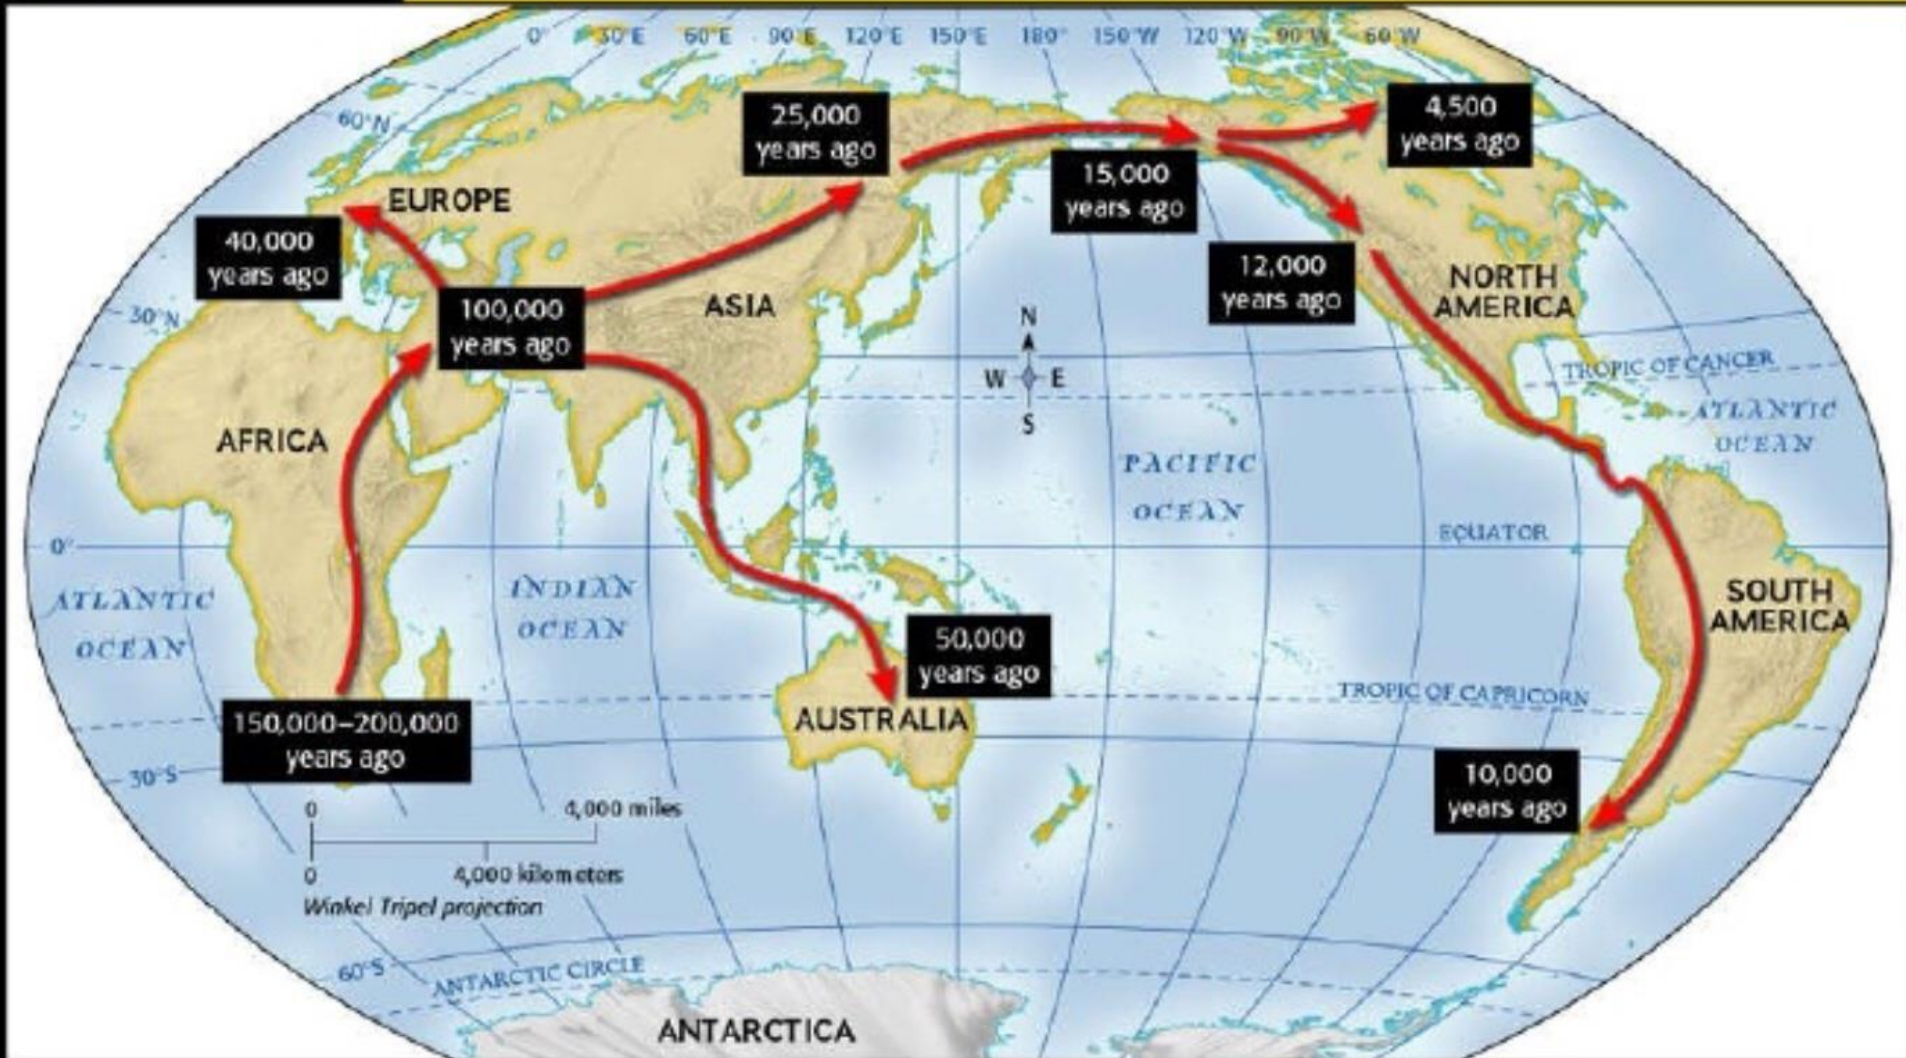 0° 30°E 60°E 90°E 120°E 150°E 180° 150°W 120°W 90°W 60°W
60°N
25,000
years ago
4,500
years ago
15,000
years ago
EUROPE
40,000
years ago
12,000
years ago
NORTH
AMERICA
100,000
years ago
ASIA
30°N
N
W E
S
TROPIC OF CANCER
ATLANTIC
OCEAN
AFRICA
PACIFIC
OCEAN
EQUATOR
0°
ATLANTIC
OCEAN
INDIAN
OCEAN
SOUTH
AMERICA
50,000
years ago
TROPIC OF CAPRICORN
AUSTRALIA
150,000–200,000
years ago
30°S
10,000
years ago
0 4,000 miles
0 4,000 kilometers
Winkel Tripel projection
60°S
ANTARCTIC CIRCLE
ANTARCTICA